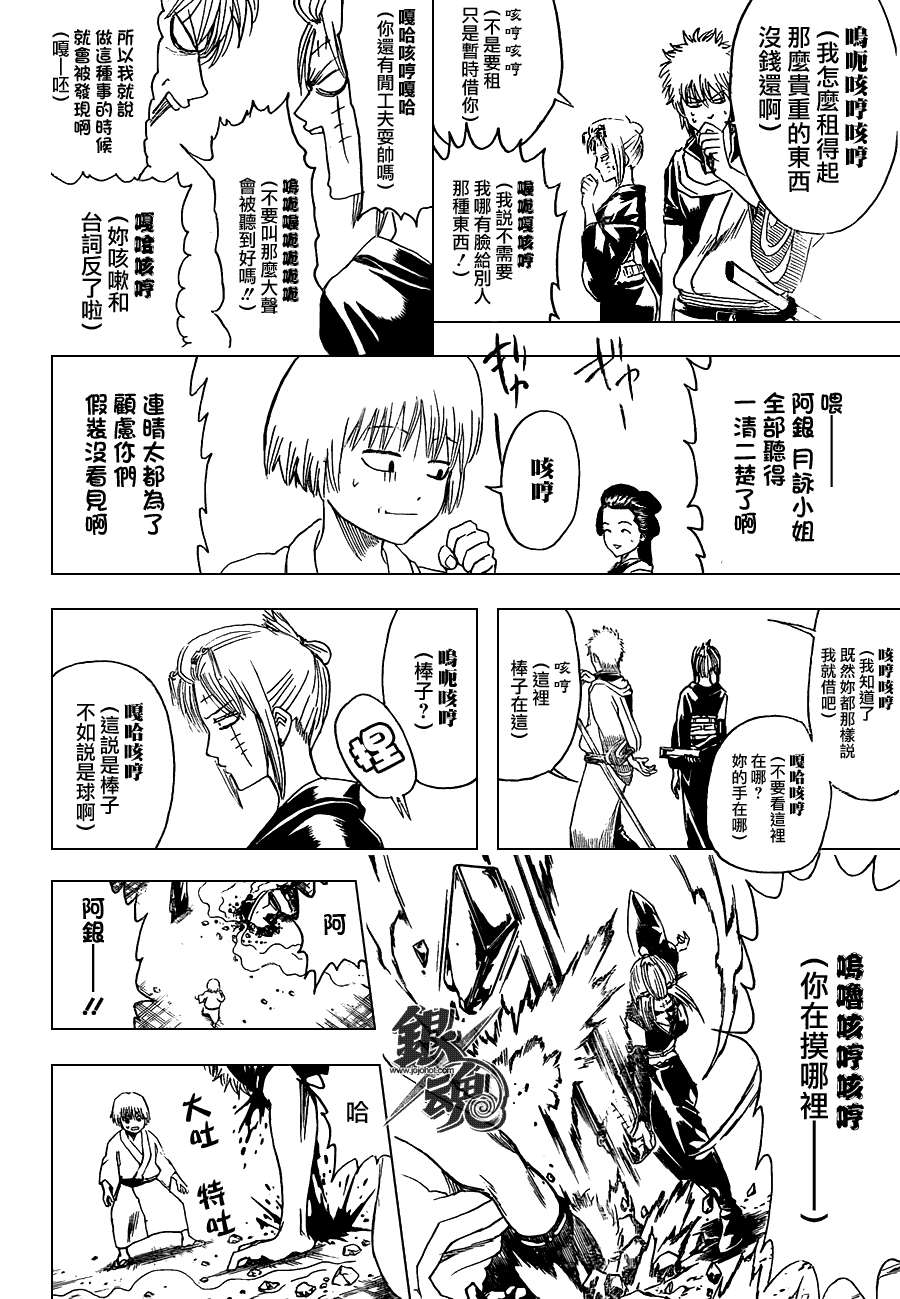 嗚呃咳哼咳哼
(我怎麼租得起
那麼貴重的東西
沒錢還啊)
咳哼咳哼
(不是要租
只是暫時借你)
嘎呃嘎咳哼
(我說不需要
我哪有臉給別人
那種東西!)
嘎哈咳哼嘎哈
(你還有閒工夫耍帥嗎)
嗚呃嘎呃呃呃呃
(不要叫那麼大聲
會被聽到好嗎!!)
所以我就說
做這種事的時候
就會被發現啊
(嘎—呸)
嘎哈咳哼
(妳咳嗽和
台詞反了啦)
喂——
阿銀 月詠小姐
全部聽得
一清二楚了啊
ギュ
ギュ
咳哼
連晴太都為了
顧慮你們
假裝沒看見啊
咳哼咳哼
(我知道了
既然妳都那樣說
我就借吧)
嘎哈咳哼
(不要看這裡
在哪?
妳的手在哪)
咳哼
(這裡
棒子在這)
嗚呃咳哼
(棒子?)
捏
嘎哈咳哼
(這說是棒子
不如說是球啊)
嗚嚕咳哼咳哼
(你在摸哪裡——)
阿
阿銀——!!
銀魂
www.jojohot.com
哈
大吐
特吐